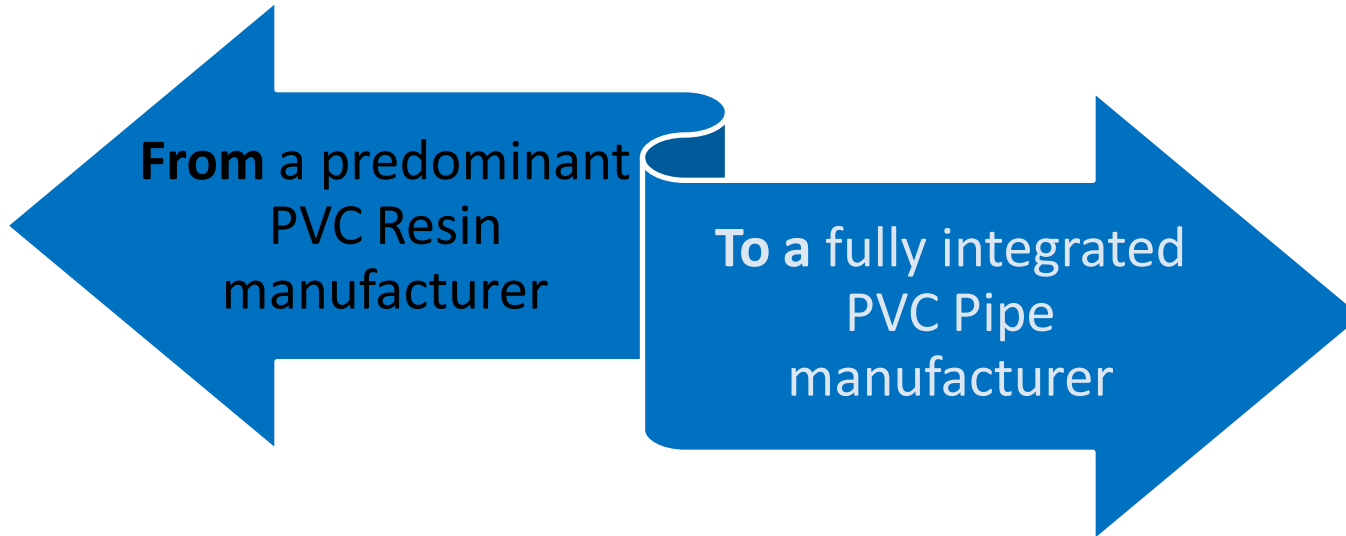 From a predominant
PVC Resin
manufacturer
To a fully integrated
PVC Pipe
manufacturer